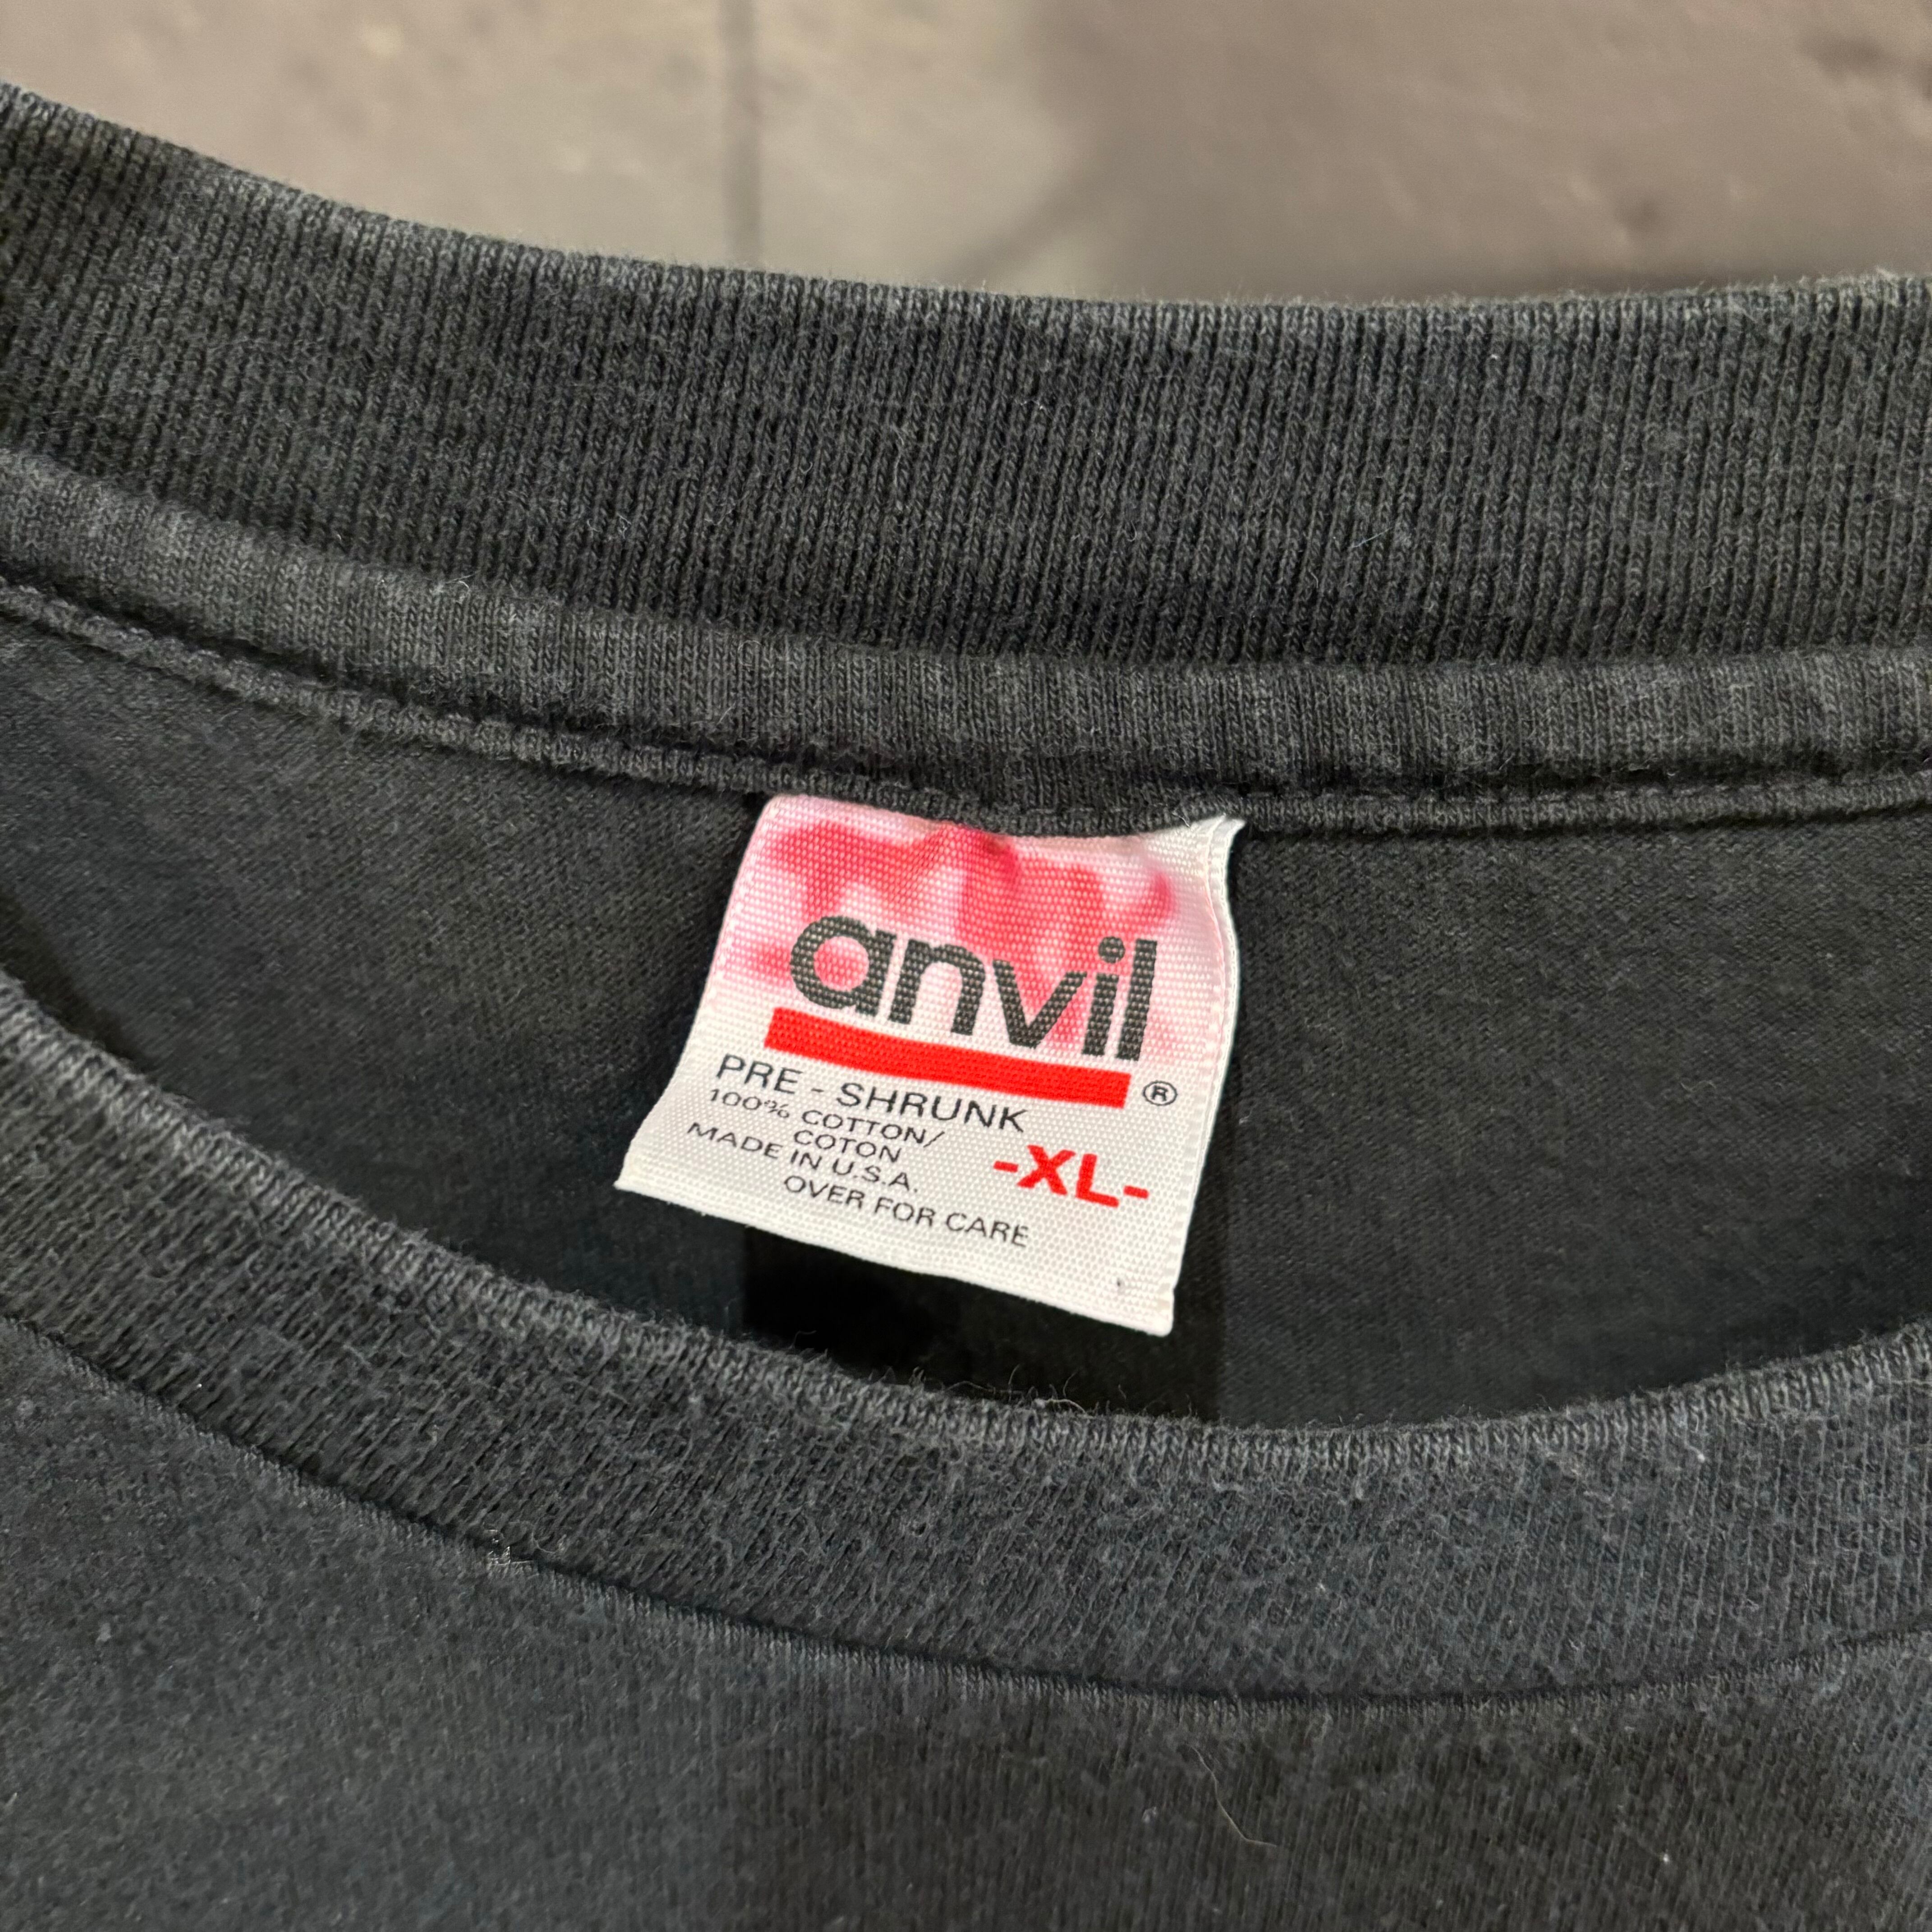 anvil
®
PRE - SHRUNK
100% COTTON/
COTON
MADE IN U.S.A.
-XL-
OVER FOR CARE